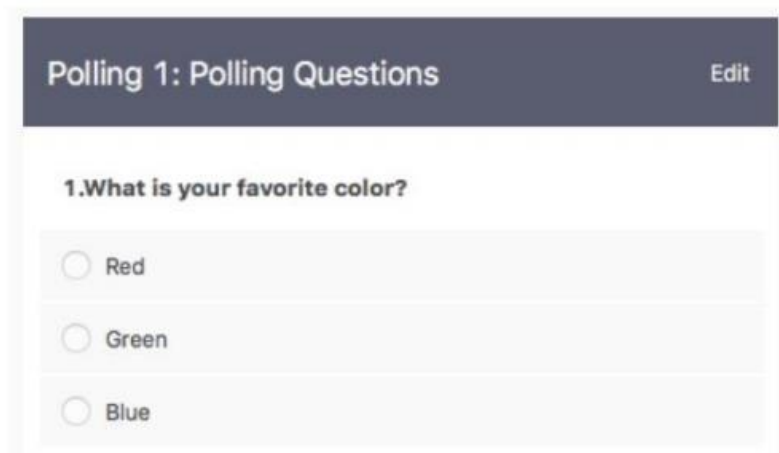 Polling 1: Polling Questions Edit
1.What is your favorite color?
Red
Green
Blue